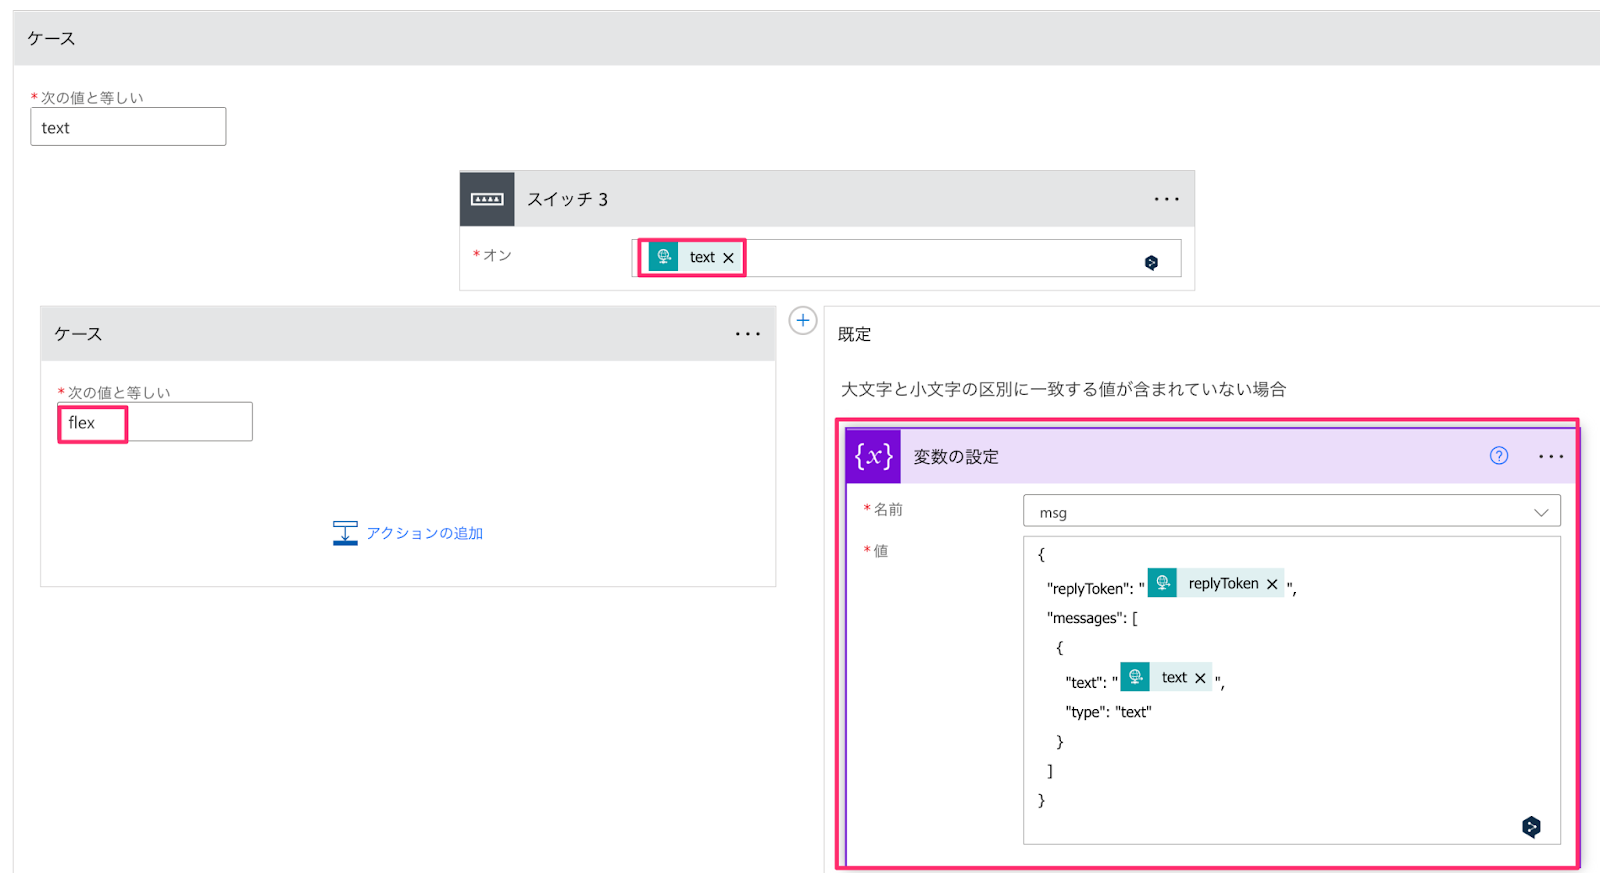 ケース
*次の値と等しい
text
スイッチ 3
*オン
text
ケース
*次の値と等しい
flex
アクションの追加
既定
大文字と小文字の区別に一致する値が含まれていない場合
{x} 変数の設定
*名前
msg
*値
{
"replyToken": " replyToken ",
"messages": [
{
"text": " text ",
"type": "text"
}
]
}